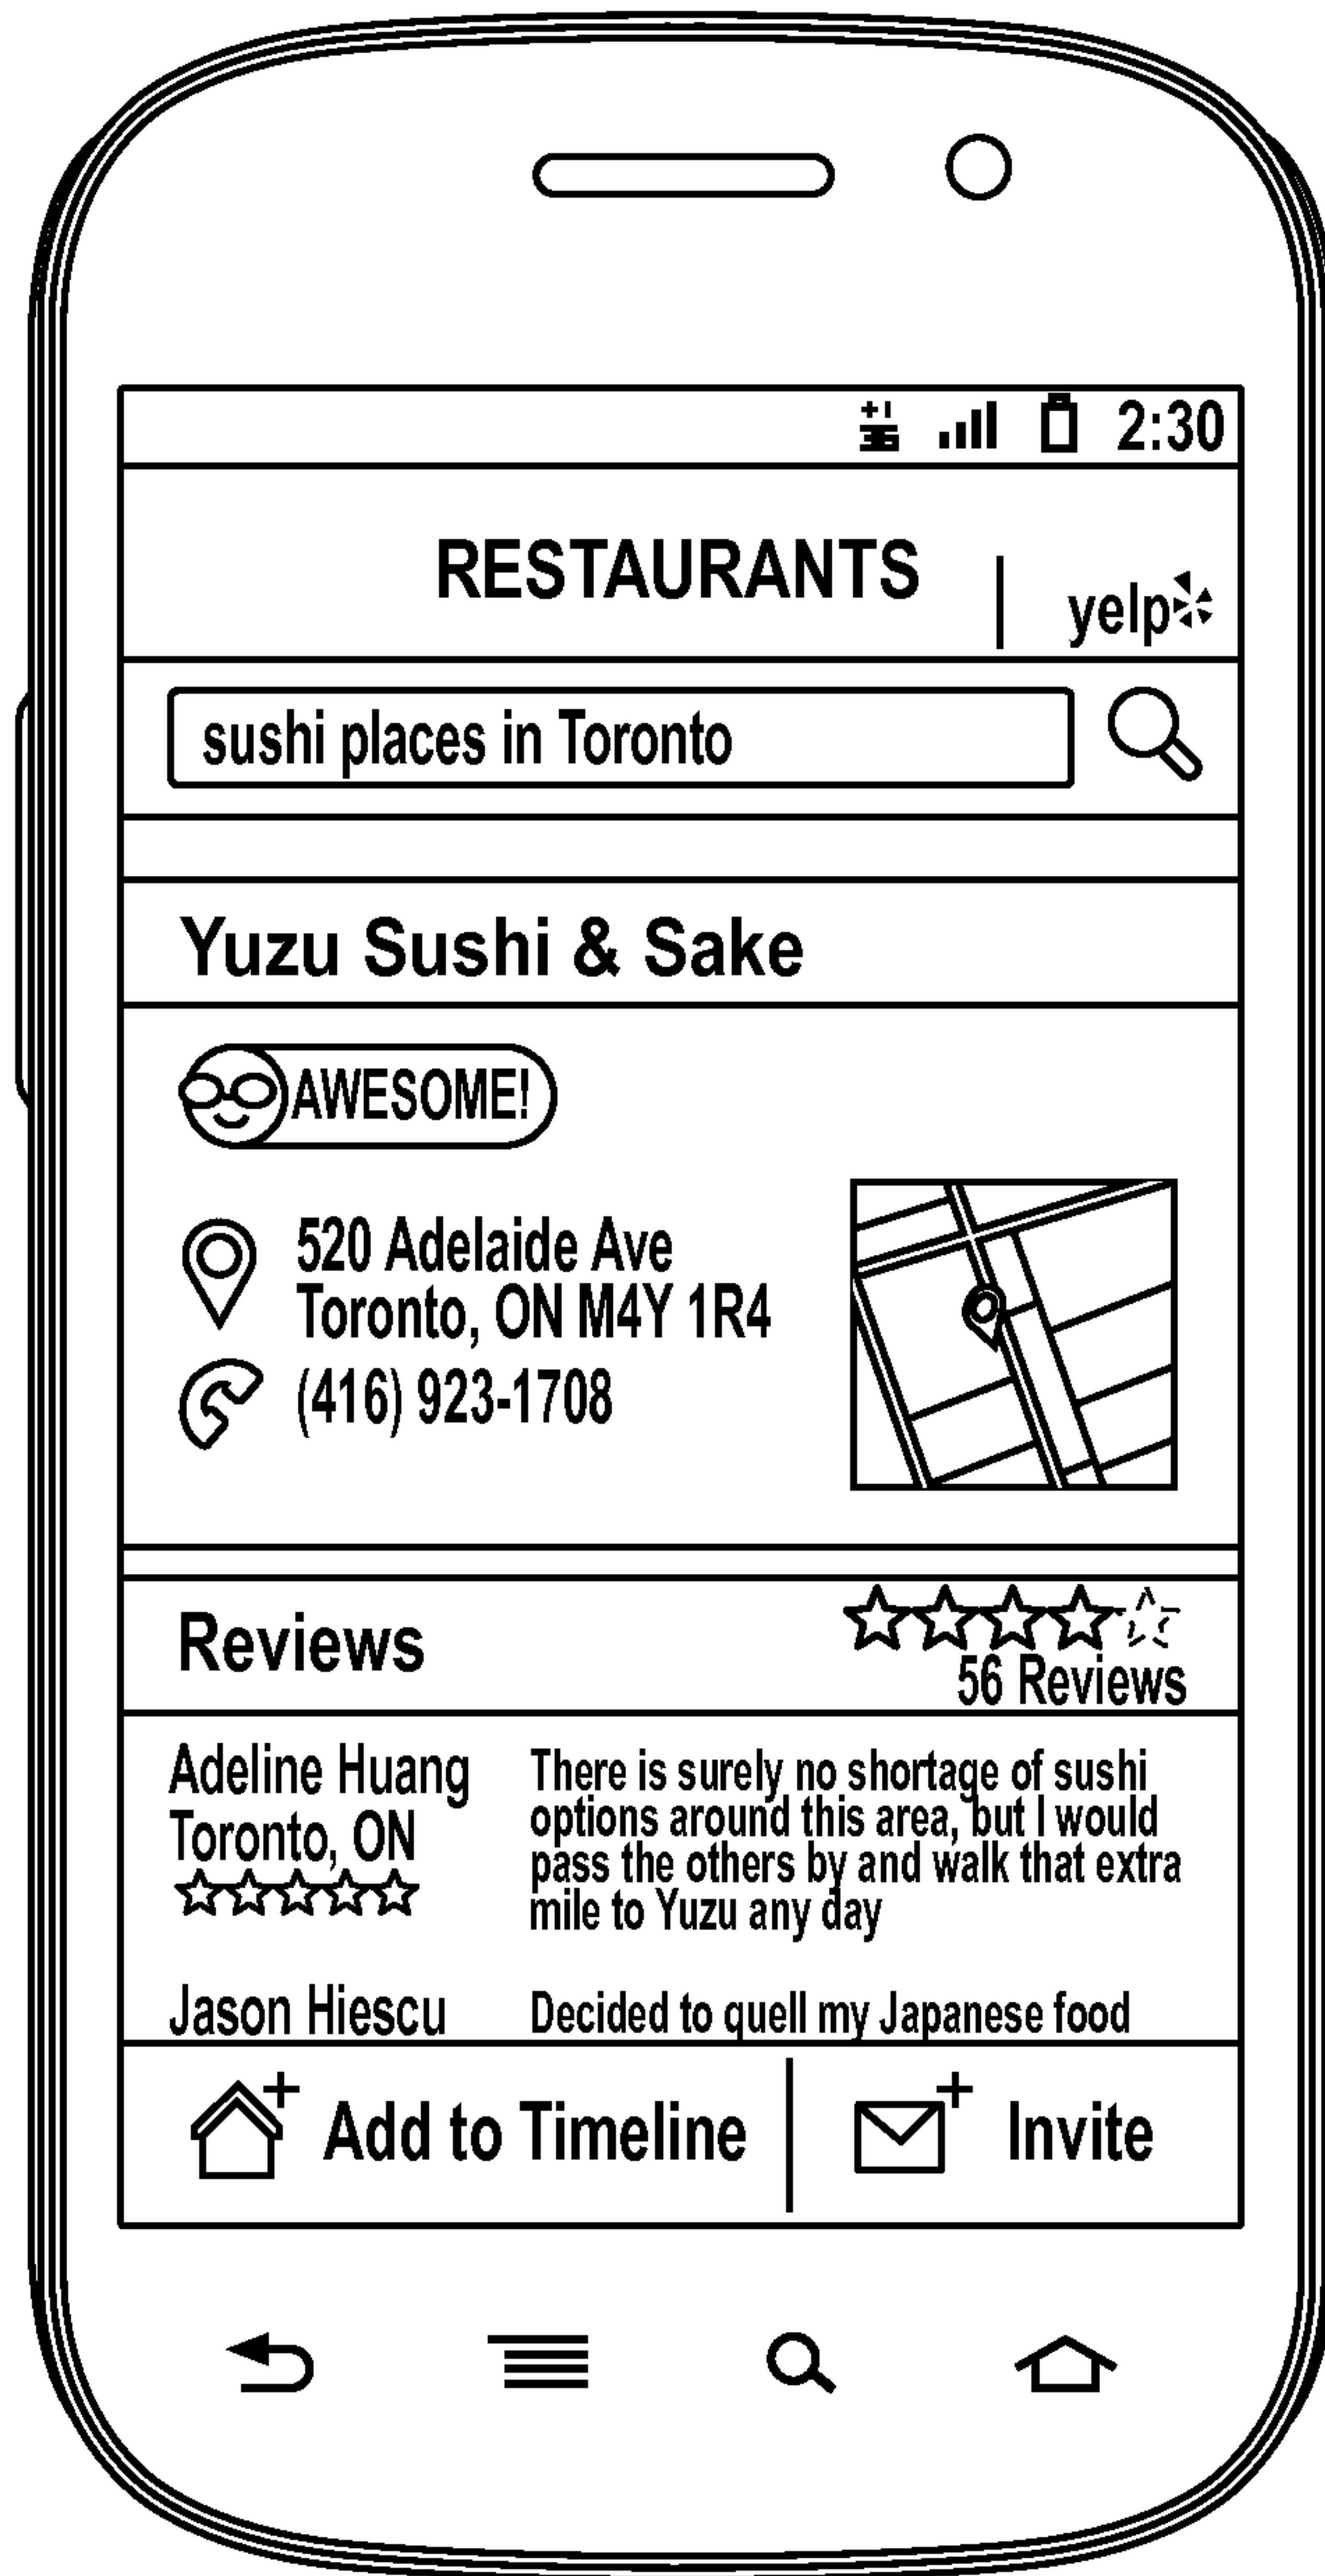 2:30
RESTAURANTS
yelp
sushi places in Toronto
Yuzu Sushi & Sake
AWESOME!
520 Adelaide Ave
Toronto, ON M4Y 1R4
(416) 923-1708
Reviews
56 Reviews
Adeline Huang
Toronto, ON
There is surely no shortage of sushi
options around this area, but I would
pass the others by and walk that extra
mile to Yuzu any day
Jason Hiescu
Decided to quell my Japanese food
Add to Timeline
Invite